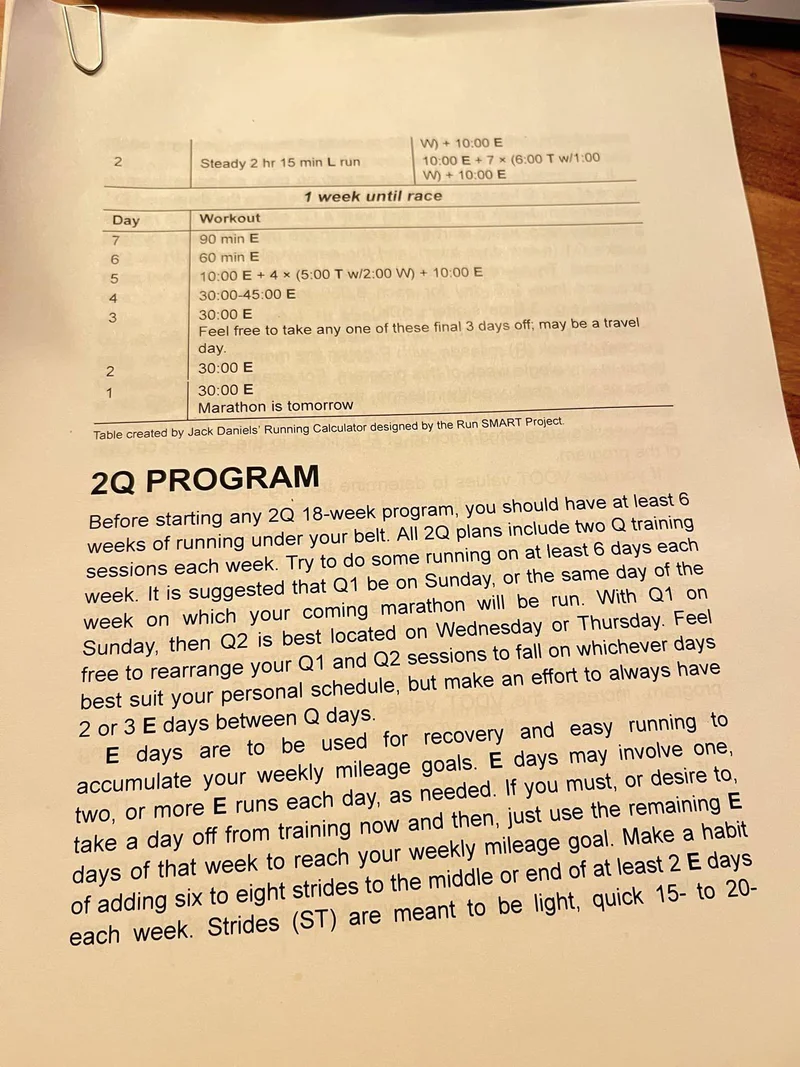 W) + 10:00 E
2 Steady 2 hr 15 min L run 10:00 E + 7 × (6:00 T w/1:00
W) + 10:00 E
1 week until race
Day Workout
7 90 min E
6 60 min E
5 10:00 E + 4 × (5:00 T w/2:00 W) + 10:00 E
4 30:00-45:00 E
3 30:00 E
Feel free to take any one of these final 3 days off; may be a travel
day.
2 30:00 E
1 30:00 E
Marathon is tomorrow
Table created by Jack Daniels' Running Calculator designed by the Run SMART Project.
2Q PROGRAM
Before starting any 2Q 18-week program, you should have at least 6
weeks of running under your belt. All 2Q plans include two Q training
sessions each week. Try to do some running on at least 6 days each
week. It is suggested that Q1 be on Sunday, or the same day of the
week on which your coming marathon will be run. With Q1 on
Sunday, then Q2 is best located on Wednesday or Thursday. Feel
free to rearrange your Q1 and Q2 sessions to fall on whichever days
best suit your personal schedule, but make an effort to always have
2 or 3 E days between Q days.
E days are to be used for recovery and easy running to
accumulate your weekly mileage goals. E days may involve one,
two, or more E runs each day, as needed. If you must, or desire to,
take a day off from training now and then, just use the remaining E
days of that week to reach your weekly mileage goal. Make a habit
of adding six to eight strides to the middle or end of at least 2 E days
each week. Strides (ST) are meant to be light, quick 15- to 20-